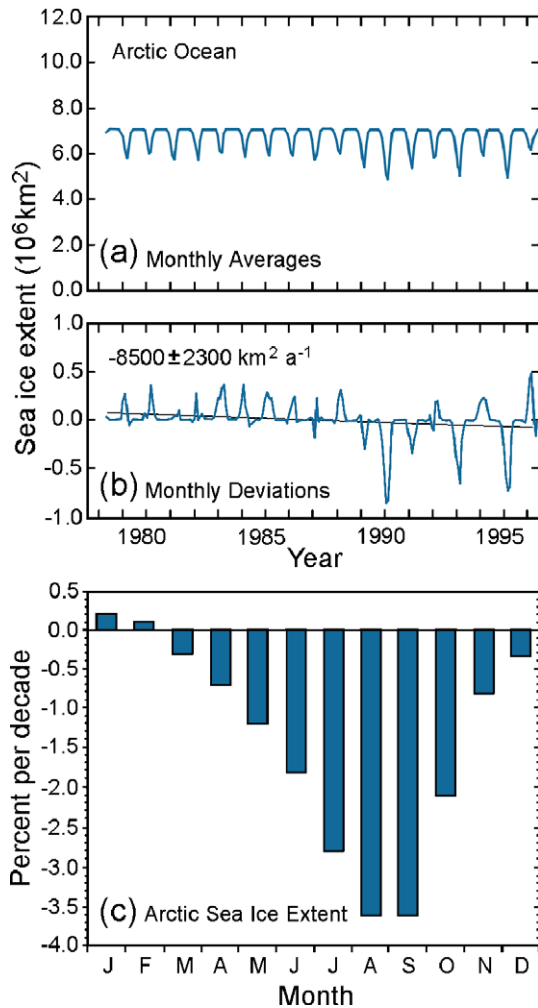 Sea ice extent (10⁶km²)
12.0
10.0
8.0
6.0
4.0
2.0
0.0
Arctic Ocean
(a) Monthly Averages
1.0
0.5
0.0
-0.5
-1.0
-8500±2300 km² a⁻¹
(b) Monthly Deviations
1980 1985 1990 1995
Year
Percent per decade
0.5
0.0
-0.5
-1.0
-1.5
-2.0
-2.5
-3.0
-3.5
-4.0
(c) Arctic Sea Ice Extent
J F M A M J J A S O N D
Month